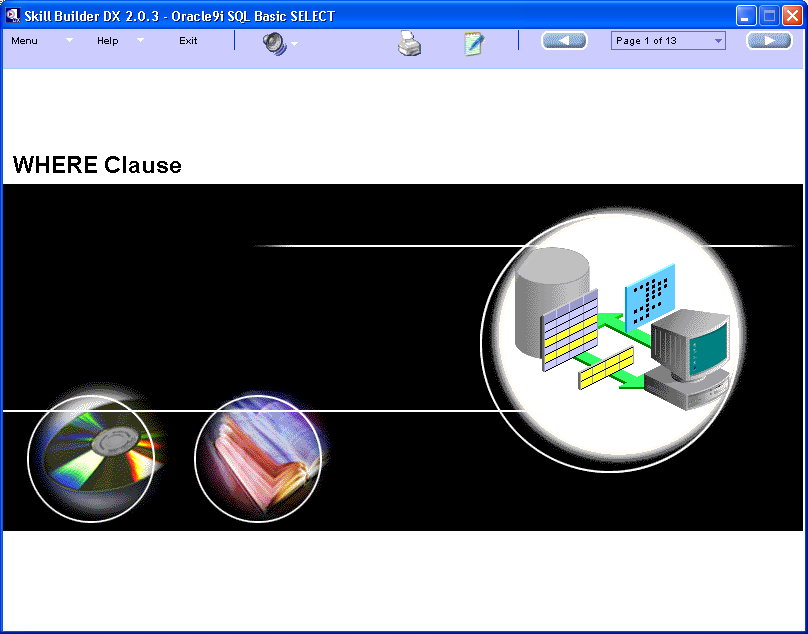 Skill Builder DX 2.0.3 - Oracle9i SQL Basic SELECT
Menu Help Exit Page 1 of 13
WHERE Clause